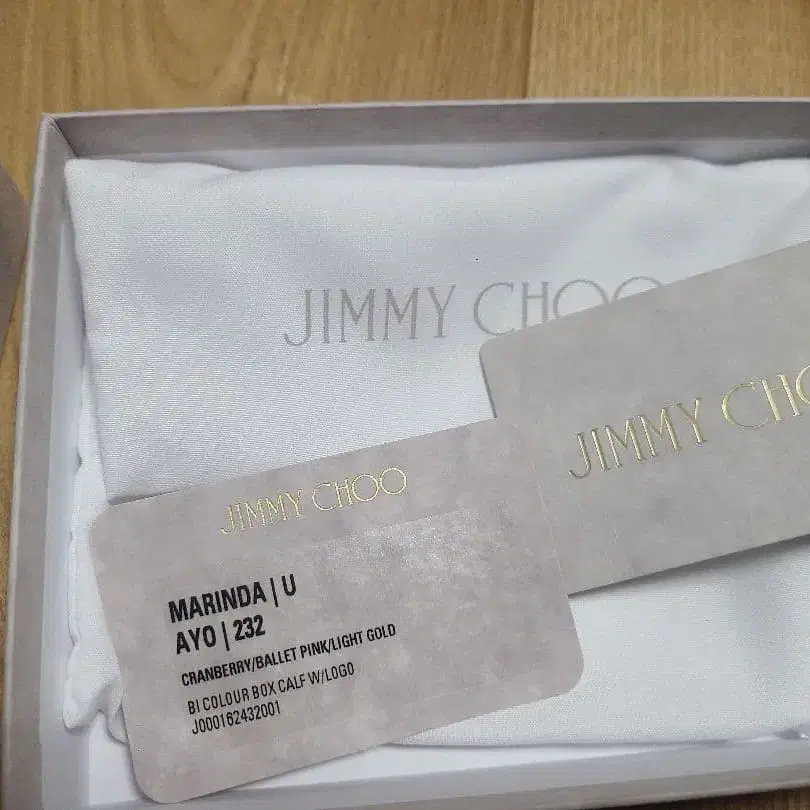 JIMMY CHOO
JIMMY CHO
JIMMY CHOO
MARINDA | U
AYO | 232
CRANBERRY/BALLET PINK/LIGHT GOLD
BI COLOUR BOX CALF W/LOGO
J000162432001